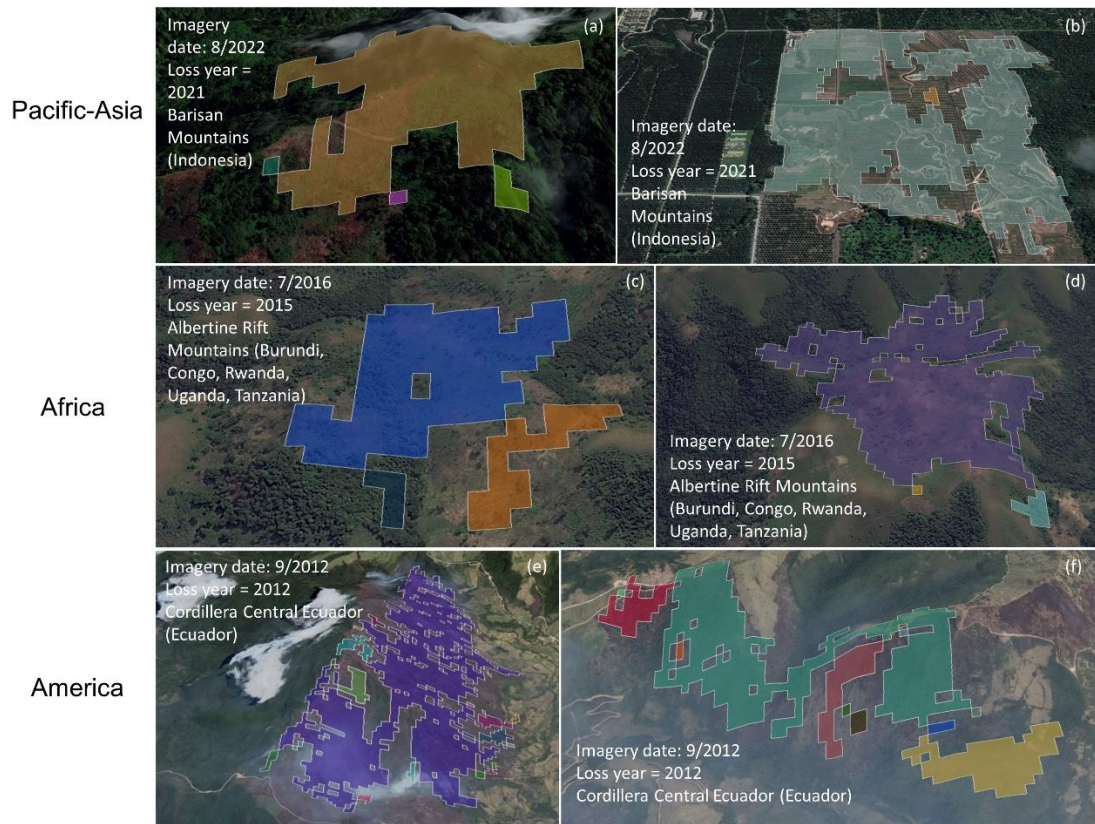 Pacific-Asia
Imagery
date: 8/2022
Loss year =
2021
Barisan
Mountains
(Indonesia)
(a)
(b)
Imagery date:
8/2022
Loss year = 2021
Barisan
Mountains
(Indonesia)
Africa
Imagery date: 7/2016
Loss year = 2015
Albertine Rift
Mountains (Burundi,
Congo, Rwanda,
Uganda, Tanzania)
(c)
(d)
Imagery date: 7/2016
Loss year = 2015
Albertine Rift Mountains
(Burundi, Congo, Rwanda,
Uganda, Tanzania)
America
Imagery date: 9/2012
Loss year = 2012
Cordillera Central Ecuador
(Ecuador)
(e)
(f)
Imagery date: 9/2012
Loss year = 2012
Cordillera Central Ecuador (Ecuador)